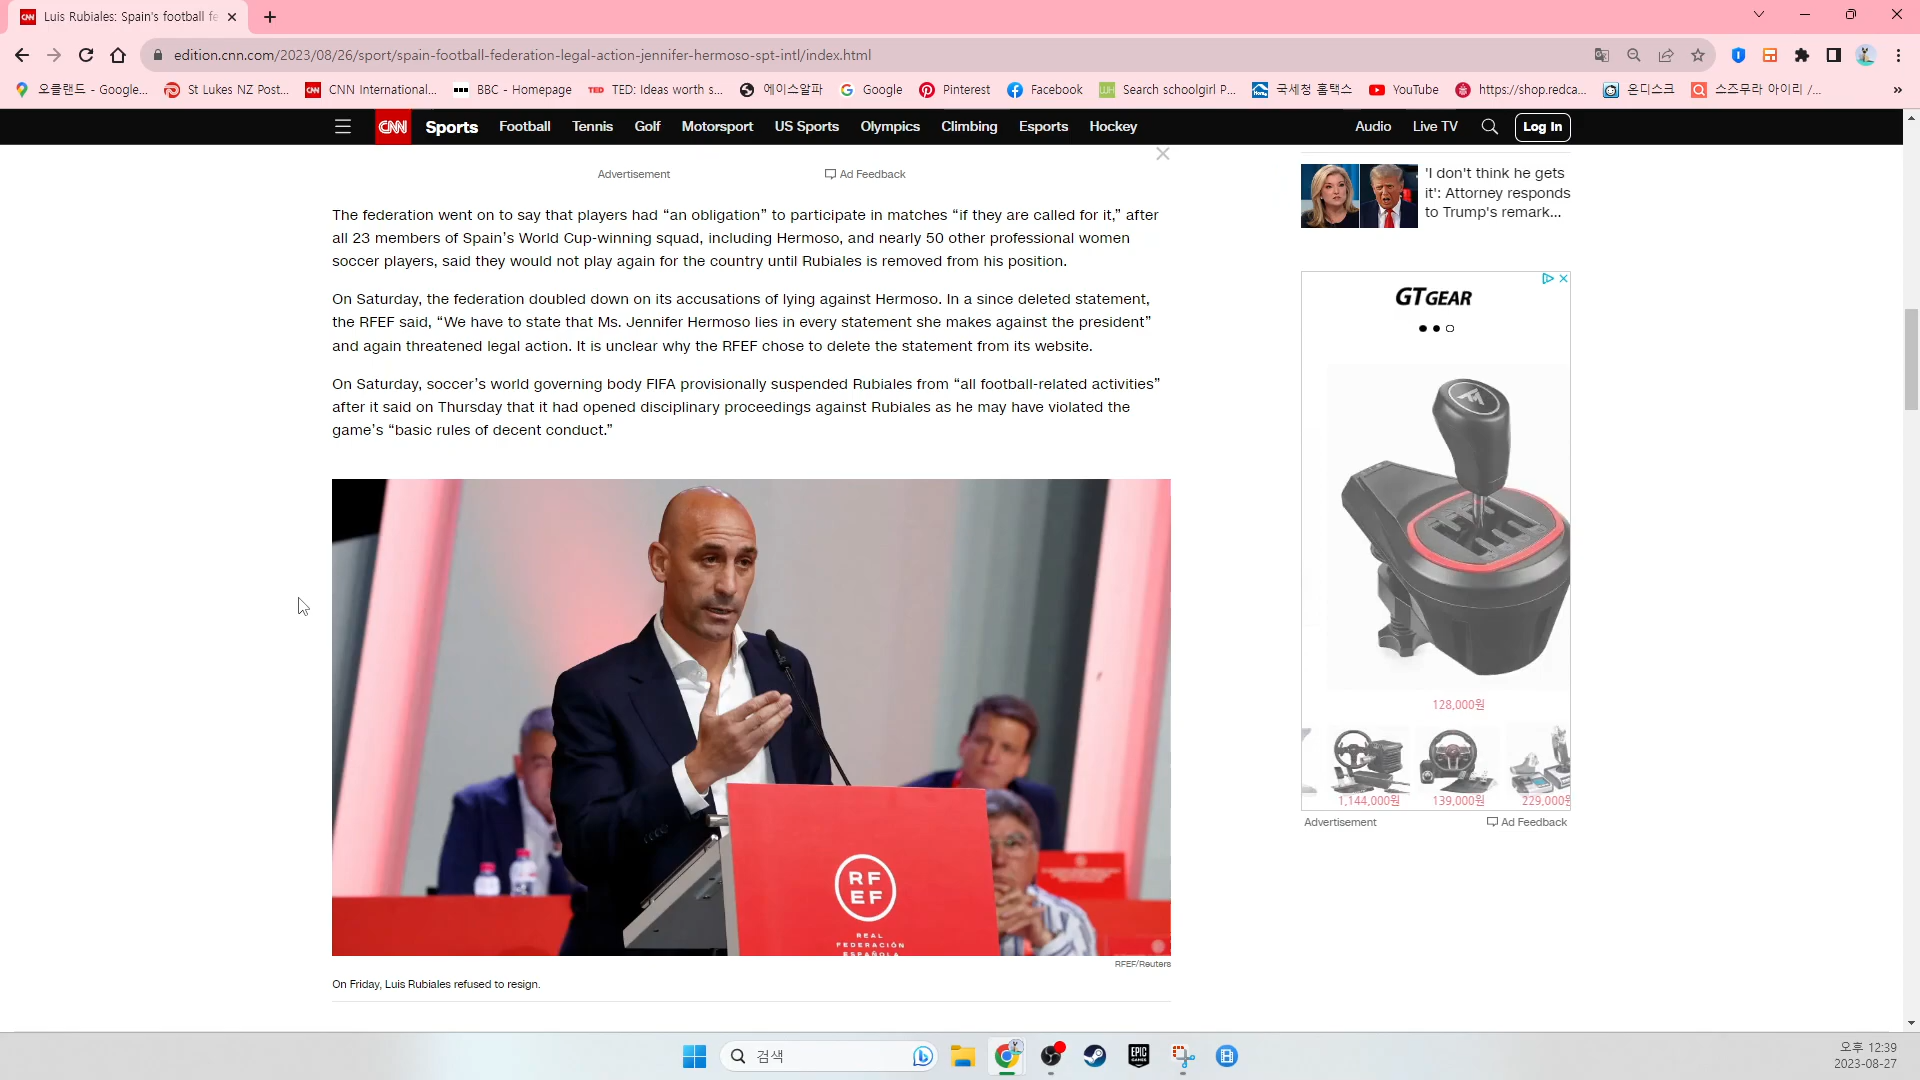 CNN Luis Rubiales: Spain's football fe
edition.cnn.com/2023/08/26/sport/spain-football-federation-legal-action-jennifer-hermoso-spt-intl/index.html
오클랜드 - Google... St Lukes NZ Post... CNN CNN International... BBC - Homepage TED TED: Ideas worth s... 에이스알파 Google Pinterest Facebook WH Search schoolgirl P... 국세청 홈택스 YouTube https://shop.redca... 온디스크 스즈무라 아이리 /... »
CNN Sports Football Tennis Golf Motorsport US Sports Olympics Climbing Esports Hockey Audio Live TV Log In
Advertisement Ad Feedback
The federation went on to say that players had “an obligation” to participate in matches “if they are called for it,” after
all 23 members of Spain’s World Cup-winning squad, including Hermoso, and nearly 50 other professional women
soccer players, said they would not play again for the country until Rubiales is removed from his position.
On Saturday, the federation doubled down on its accusations of lying against Hermoso. In a since deleted statement,
the RFEF said, “We have to state that Ms. Jennifer Hermoso lies in every statement she makes against the president”
and again threatened legal action. It is unclear why the RFEF chose to delete the statement from its website.
On Saturday, soccer’s world governing body FIFA provisionally suspended Rubiales from “all football-related activities”
after it said on Thursday that it had opened disciplinary proceedings against Rubiales as he may have violated the
game’s “basic rules of decent conduct.”
RF
EF
REAL
FEDERACIÓN
ESPAÑOLA
RFEF/Reuters
On Friday, Luis Rubiales refused to resign.
'I don't think he gets
it': Attorney responds
to Trump's remark...
GTGEAR
128,000원
1,144,000원 139,000원 229,000원
Advertisement Ad Feedback
검색
EPIC
GAMES
오후 12:39
2023-08-27